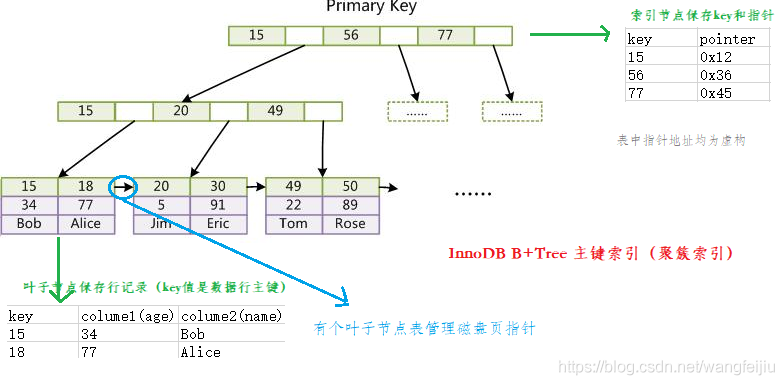 Primary Key
15 56 77
索引节点保存key和指针
key pointer
15 0x12
56 0x36
77 0x45
表中指针地址均为虚构
15 20 49
...... ......
15 18 20 30 49 50
34 77 5 91 22 89
Bob Alice Jim Eric Tom Rose
......
InnoDB B+Tree 主键索引（聚簇索引）
叶子节点保存行记录（key值是数据行主键）
key colume1(age) colume2(name)
15 34 Bob
18 77 Alice
有个叶子节点表管理磁盘页指针
https://blog.csdn.net/wangfeijiu